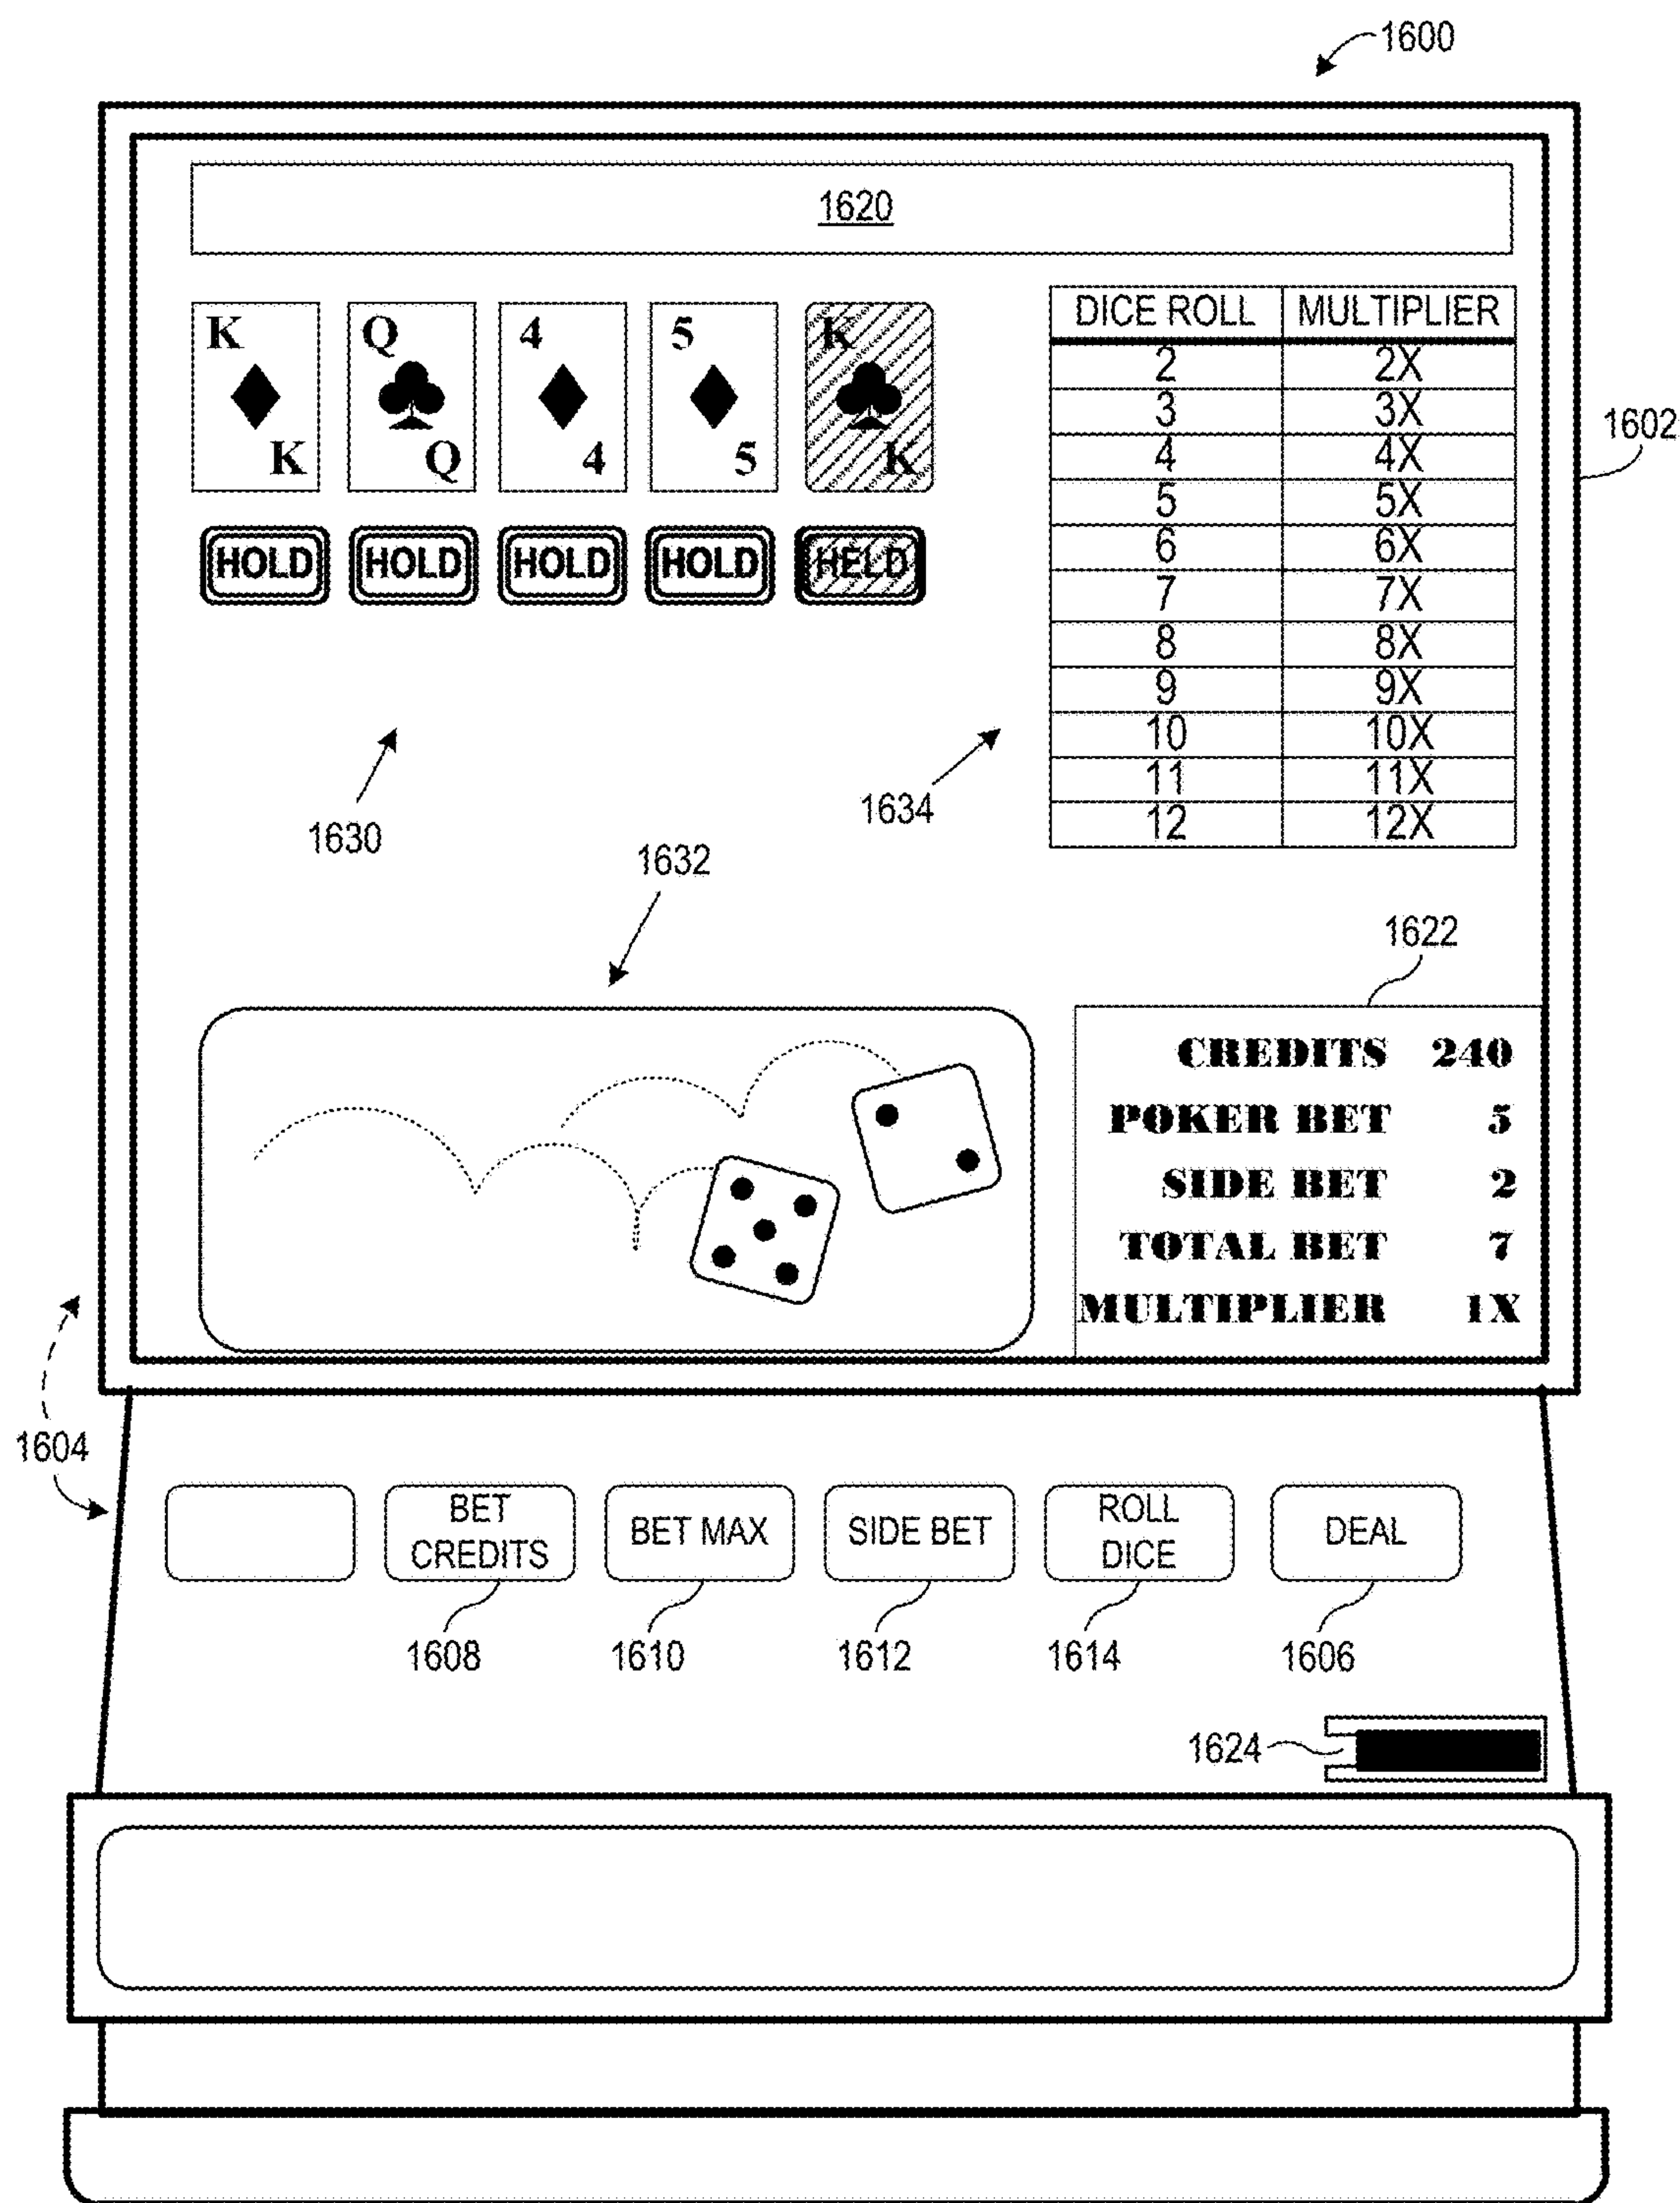 1600
1620
K Q 4 5 K
K Q 4 5 K
HOLD HOLD HOLD HOLD HELD
DICE ROLL MULTIPLIER
2 2X
3 3X
4 4X
5 5X
6 6X
7 7X
8 8X
9 9X
10 10X
11 11X
12 12X
1602
1630
1634
1632
1622
CREDITS 240
POKER BET 5
SIDE BET 2
TOTAL BET 7
MULTIPLIER 1X
1604
BET
CREDITS
BET MAX
SIDE BET
ROLL
DICE
DEAL
1608 1610 1612 1614 1606
1624